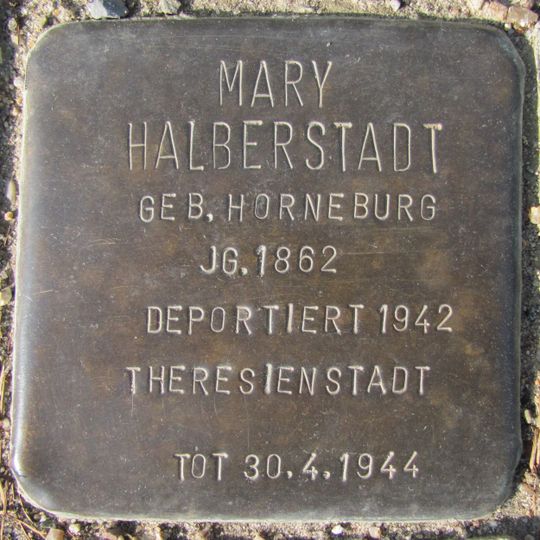 MARY
HALBERSTADT
GEB. HORNEBURG
JG. 1862
DEPORTIERT 1942
THERESIENSTADT
TOT 30.4.1944